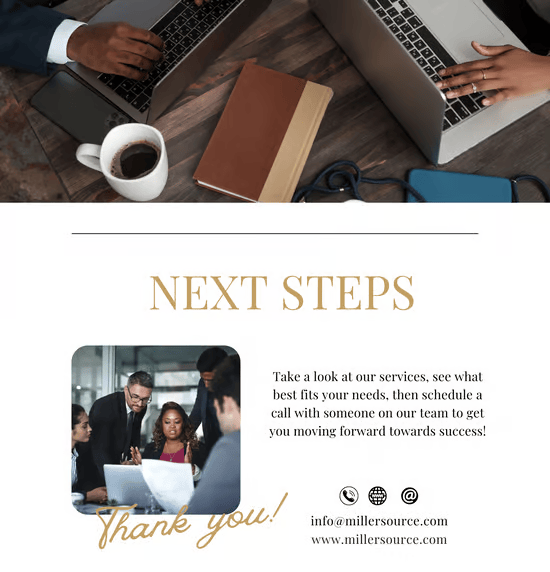 NEXT STEPS
Take a look at our services, see what
best fits your needs, then schedule a
call with someone on our team to get
you moving forward towards success!
Thank you!
info@millersource.com
www.millersource.com